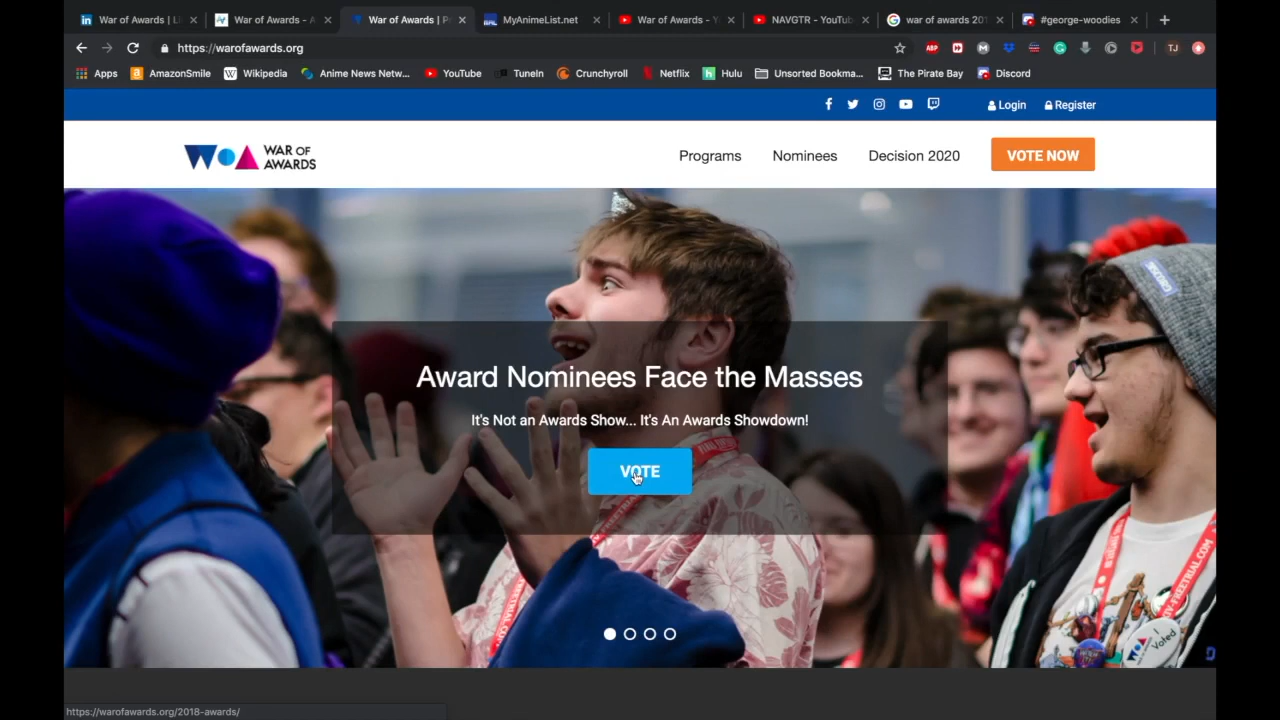 War of Awards | Li
War of Awards - A
War of Awards | P
MyAnimeList.net
War of Awards - Y
NAVGTR - YouTub
war of awards 201
#george-woodies
https://warofawards.org
Apps
AmazonSmile
Wikipedia
Anime News Netw...
YouTube
TuneIn
Crunchyroll
Netflix
Hulu
Unsorted Bookma...
The Pirate Bay
Discord
Login
Register
WAR OF
AWARDS
Programs
Nominees
Decision 2020
VOTE NOW
Award Nominees Face the Masses
It's Not an Awards Show... It's An Awards Showdown!
VOTE
I
Voted
https://warofawards.org/2018-awards/